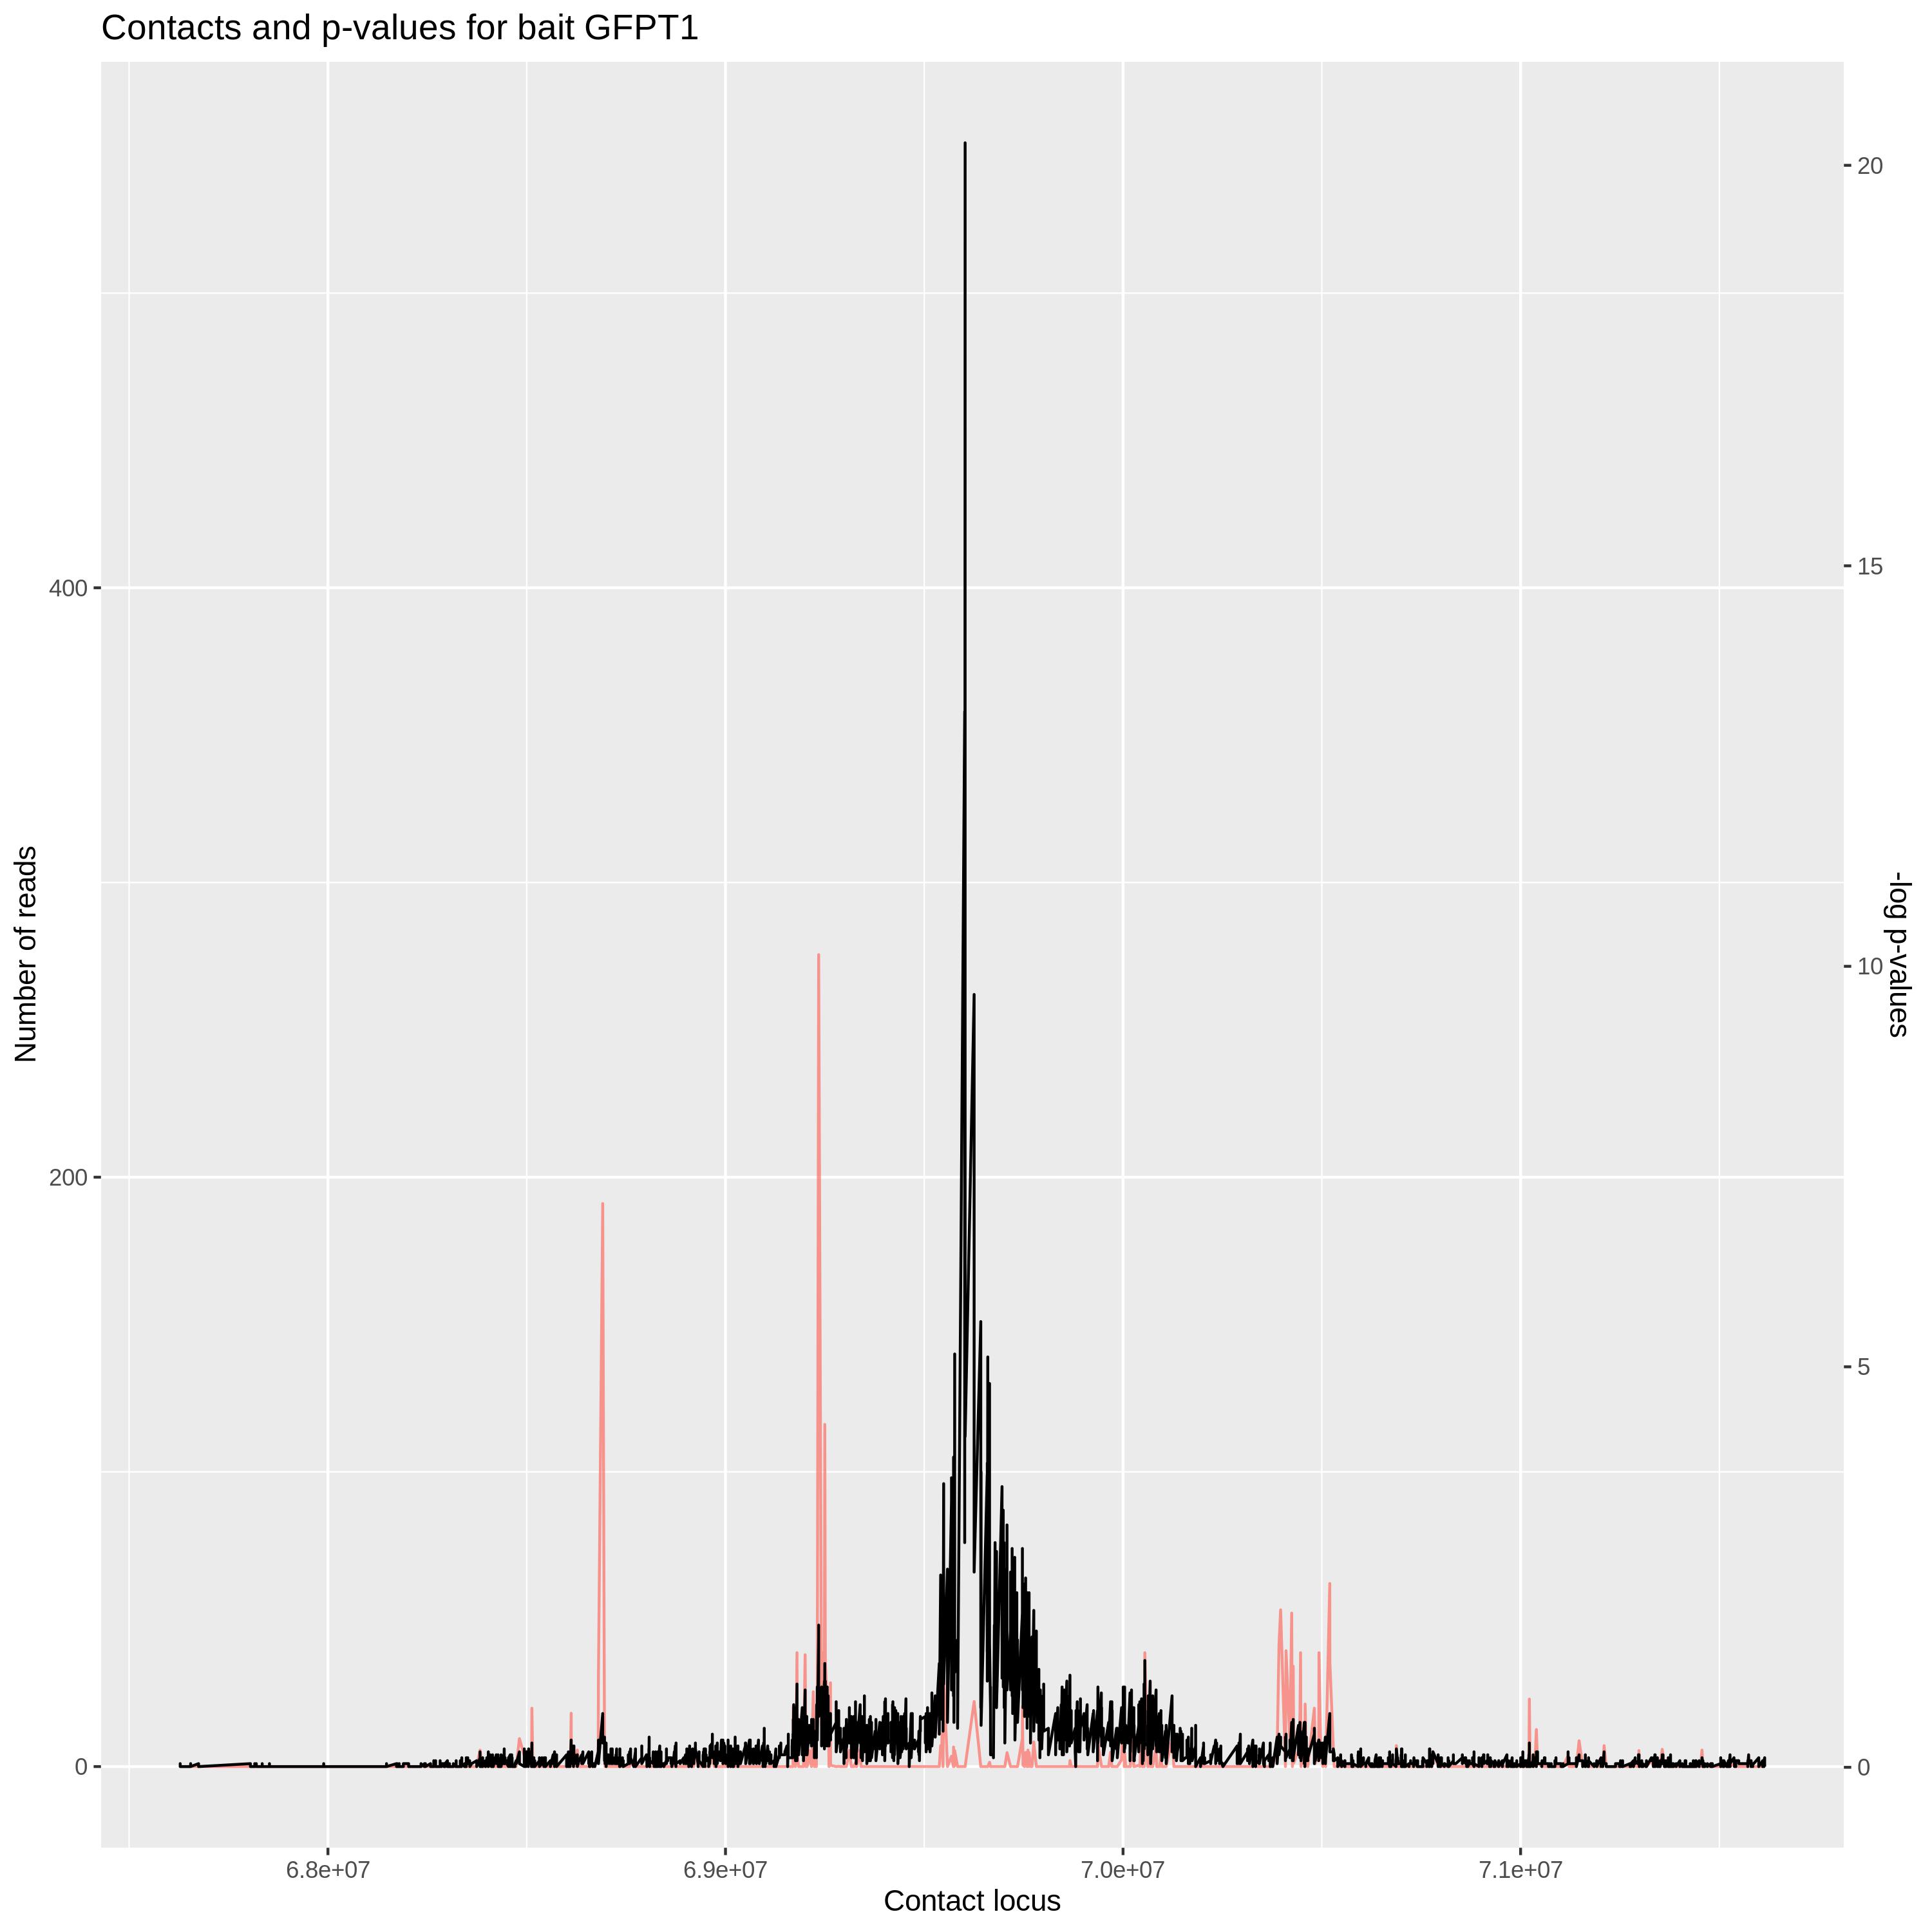 Contacts and p-values for bait GFPT1
Number of reads
400
200
0
20
15
10
5
0
-log p-values
6.8e+07
6.9e+07
7.0e+07
7.1e+07
Contact locus